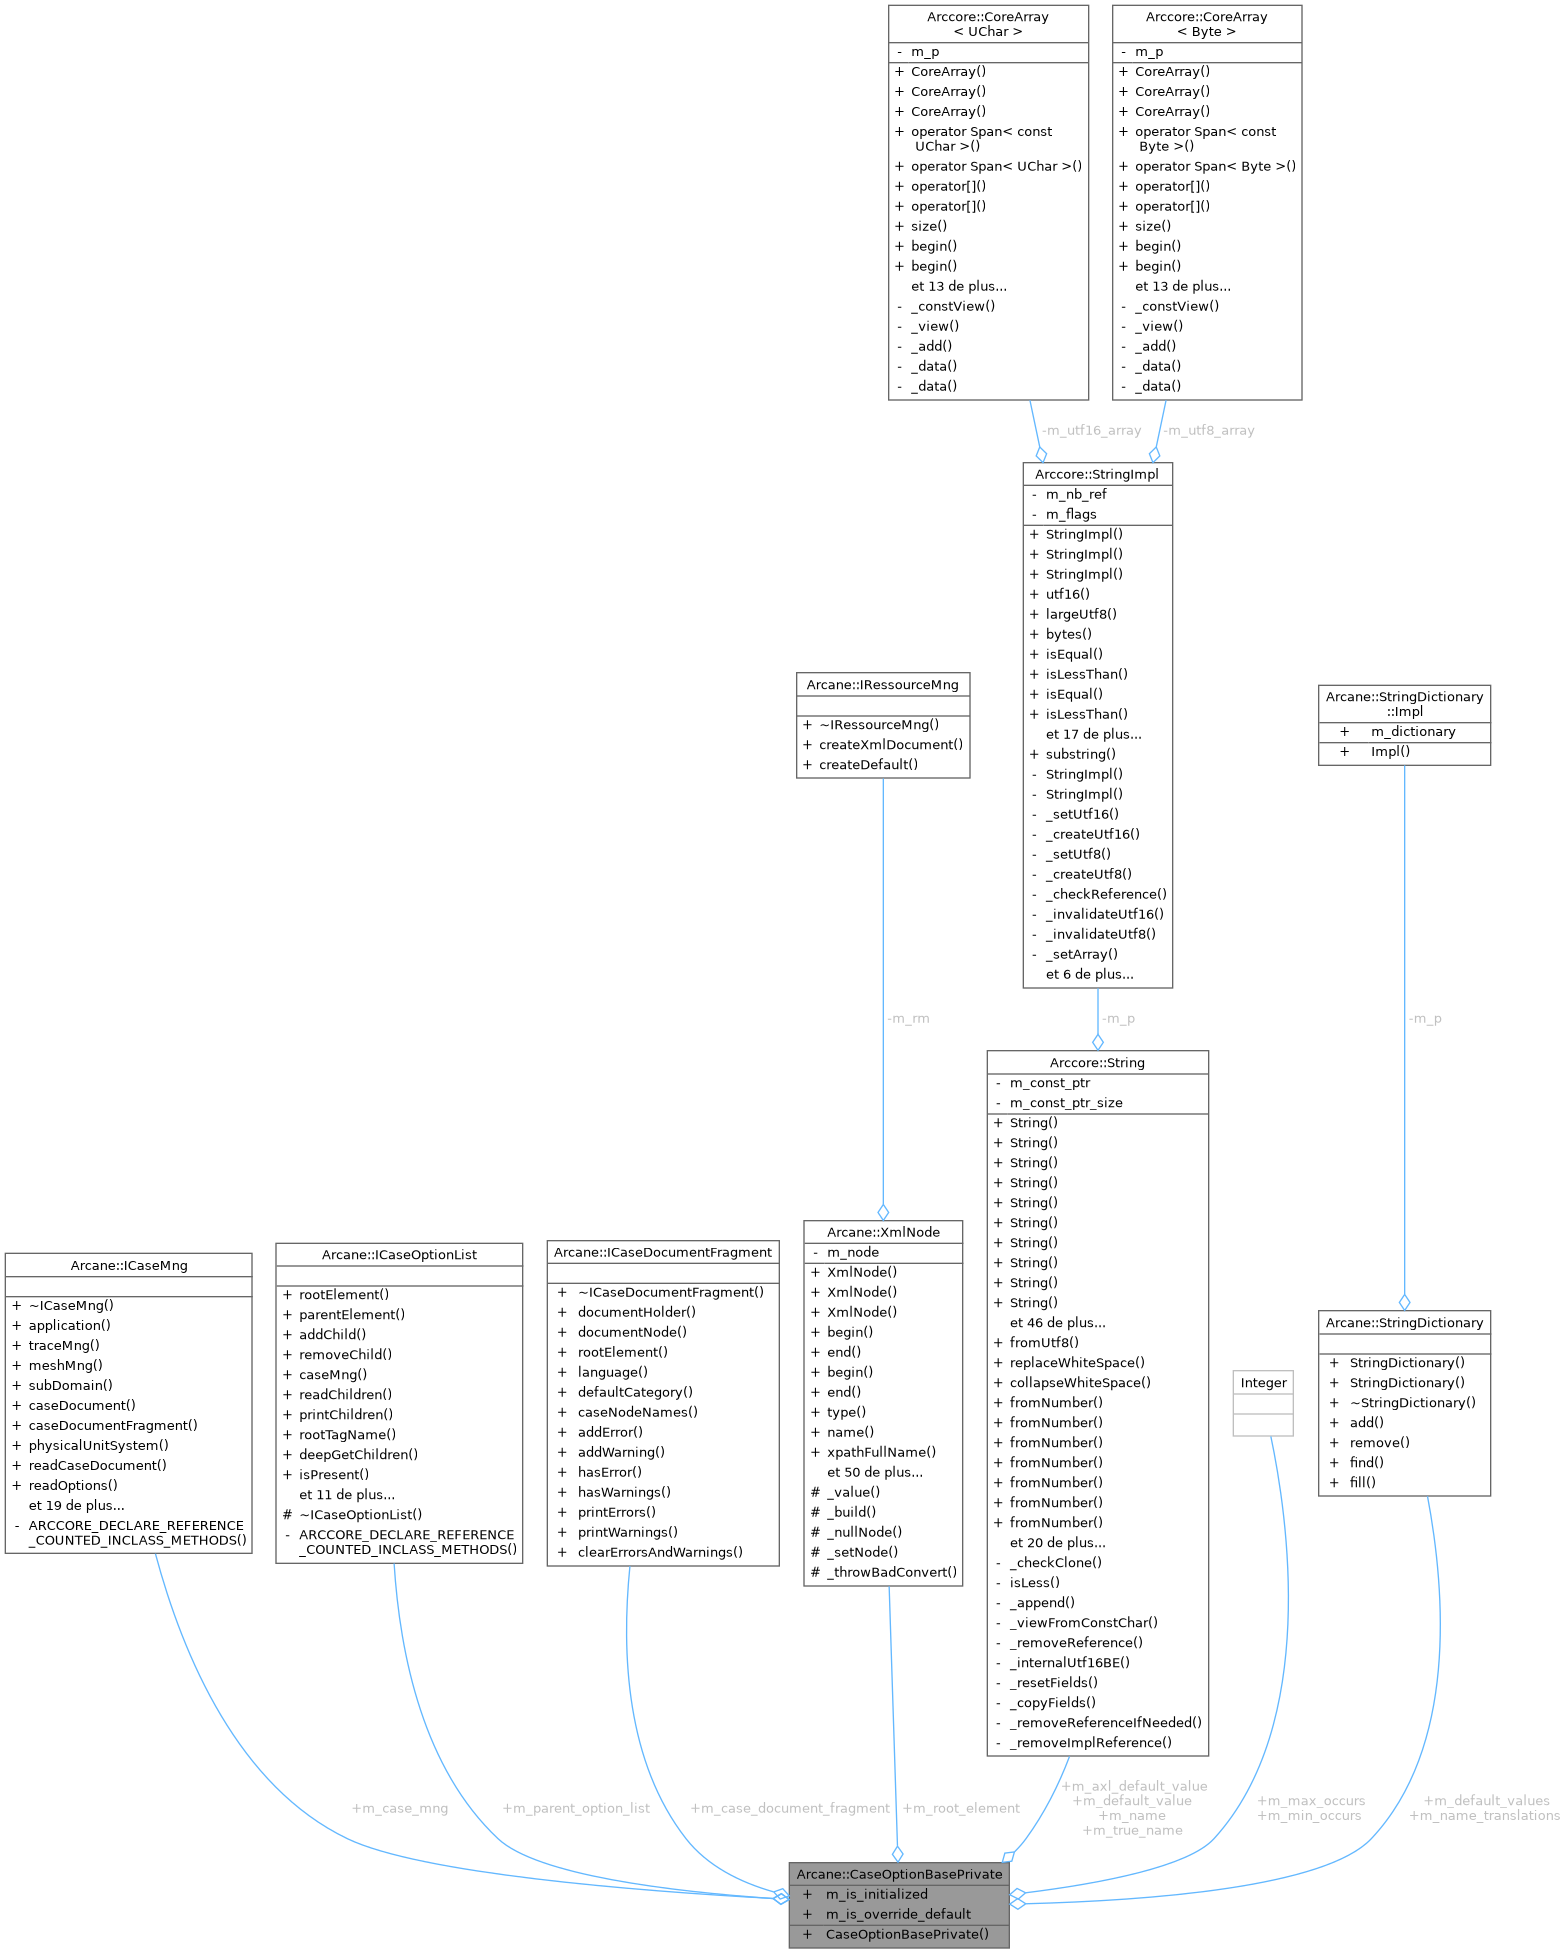 Arccore::CoreArray
< UChar >
- m_p
+ CoreArray()
+ CoreArray()
+ CoreArray()
+ operator Span< const
UChar >()
+ operator Span< UChar >()
+ operator[]()
+ operator[]()
+ size()
+ begin()
+ begin()
et 13 de plus...
- _constView()
- _view()
- _add()
- _data()
- _data()
Arccore::CoreArray
< Byte >
- m_p
+ CoreArray()
+ CoreArray()
+ CoreArray()
+ operator Span< const
Byte >()
+ operator Span< Byte >()
+ operator[]()
+ operator[]()
+ size()
+ begin()
+ begin()
et 13 de plus...
- _constView()
- _view()
- _add()
- _data()
- _data()
-m_utf16_array
-m_utf8_array
Arccore::StringImpl
- m_nb_ref
- m_flags
+ StringImpl()
+ StringImpl()
+ StringImpl()
+ utf16()
+ largeUtf8()
+ bytes()
+ isEqual()
+ isLessThan()
+ isEqual()
+ isLessThan()
et 17 de plus...
+ substring()
- StringImpl()
- StringImpl()
- _setUtf16()
- _createUtf16()
- _setUtf8()
- _createUtf8()
- _checkReference()
- _invalidateUtf16()
- _invalidateUtf8()
- _setArray()
et 6 de plus...
Arcane::IRessourceMng
+ ~IRessourceMng()
+ createXmlDocument()
+ createDefault()
Arcane::StringDictionary
::Impl
+ m_dictionary
+ Impl()
-m_rm
-m_p
-m_p
Arccore::String
- m_const_ptr
- m_const_ptr_size
+ String()
+ String()
+ String()
+ String()
+ String()
+ String()
+ String()
+ String()
+ String()
+ String()
et 46 de plus...
+ fromUtf8()
+ replaceWhiteSpace()
+ collapseWhiteSpace()
+ fromNumber()
+ fromNumber()
+ fromNumber()
+ fromNumber()
+ fromNumber()
+ fromNumber()
+ fromNumber()
et 20 de plus...
- _checkClone()
- isLess()
- _append()
- _viewFromConstChar()
- _removeReference()
- _internalUtf16BE()
- _resetFields()
- _copyFields()
- _removeReferenceIfNeeded()
- _removeImplReference()
Arcane::ICaseMng
+ ~ICaseMng()
+ application()
+ traceMng()
+ meshMng()
+ subDomain()
+ caseDocument()
+ caseDocumentFragment()
+ physicalUnitSystem()
+ readCaseDocument()
+ readOptions()
et 19 de plus...
- ARCCORE_DECLARE_REFERENCE
_COUNTED_INCLASS_METHODS()
Arcane::ICaseOptionList
+ rootElement()
+ parentElement()
+ addChild()
+ removeChild()
+ caseMng()
+ readChildren()
+ printChildren()
+ rootTagName()
+ deepGetChildren()
+ isPresent()
et 11 de plus...
# ~ICaseOptionList()
- ARCCORE_DECLARE_REFERENCE
_COUNTED_INCLASS_METHODS()
Arcane::ICaseDocumentFragment
+ ~ICaseDocumentFragment()
+ documentHolder()
+ documentNode()
+ rootElement()
+ language()
+ defaultCategory()
+ caseNodeNames()
+ addError()
+ addWarning()
+ hasError()
+ hasWarnings()
+ printErrors()
+ printWarnings()
+ clearErrorsAndWarnings()
Arcane::XmlNode
- m_node
+ XmlNode()
+ XmlNode()
+ XmlNode()
+ begin()
+ end()
+ begin()
+ end()
+ type()
+ name()
+ xpathFullName()
et 50 de plus...
# _value()
# _build()
# _nullNode()
# _setNode()
# _throwBadConvert()
Integer
Arcane::StringDictionary
+ StringDictionary()
+ StringDictionary()
+ ~StringDictionary()
+ add()
+ remove()
+ find()
+ fill()
+m_case_mng
+m_parent_option_list
+m_case_document_fragment
+m_root_element
+m_axl_default_value
+m_default_value
+m_name
+m_true_name
+m_max_occurs
+m_min_occurs
+m_default_values
+m_name_translations
Arcane::CaseOptionBasePrivate
+ m_is_initialized
+ m_is_override_default
+ CaseOptionBasePrivate()